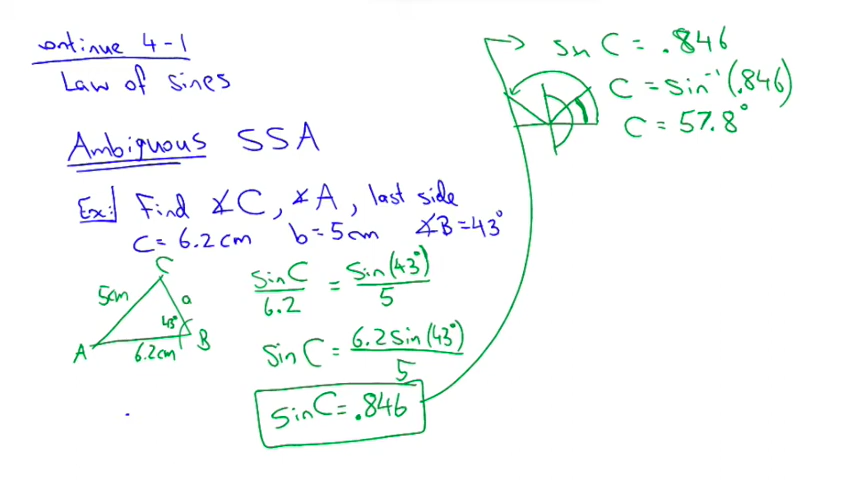 ontinue 4-1
Law of sines
Ambiguous SSA
Ex: Find ∡C, ∡A, last side
c = 6.2cm b = 5cm ∡B = 43°
C
5cm
a
43°
A
B
6.2cm
sin C / 6.2 = sin(43°) / 5
sin C = 6.2 sin(43°) / 5
sin C = .846
sin C = .846
C = sin⁻¹(.846)
C = 57.8°